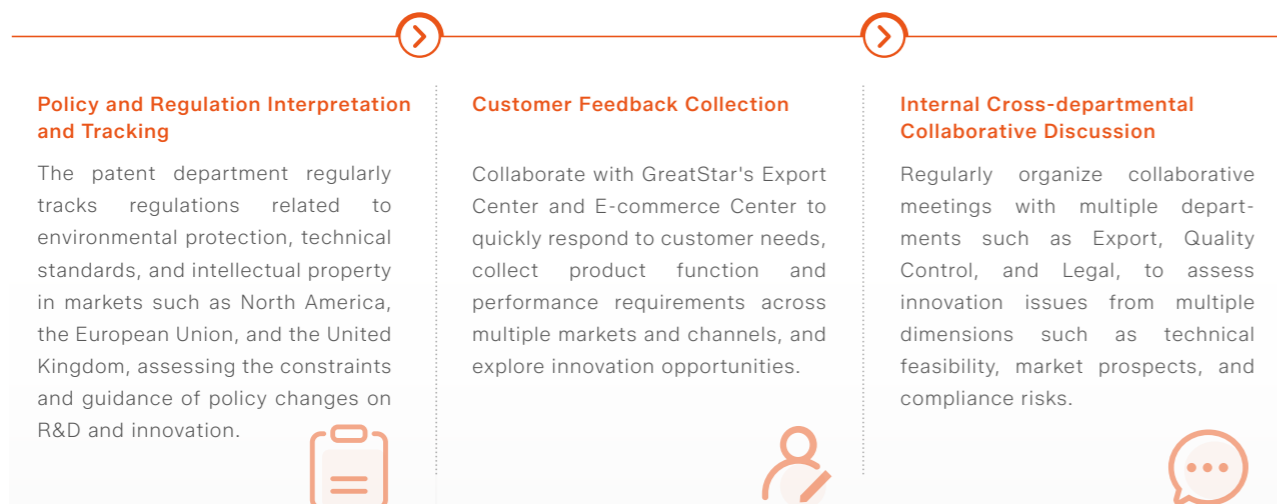 Policy and Regulation Interpretation
and Tracking
The patent department regularly
tracks regulations related to
environmental protection, technical
standards, and intellectual property
in markets such as North America,
the European Union, and the United
Kingdom, assessing the constraints
and guidance of policy changes on
R&D and innovation.
Customer Feedback Collection
Collaborate with GreatStar's Export
Center and E-commerce Center to
quickly respond to customer needs,
collect product function and
performance requirements across
multiple markets and channels, and
explore innovation opportunities.
Internal Cross-departmental
Collaborative Discussion
Regularly organize collaborative
meetings with multiple depart-
ments such as Export, Quality
Control, and Legal, to assess
innovation issues from multiple
dimensions such as technical
feasibility, market prospects, and
compliance risks.